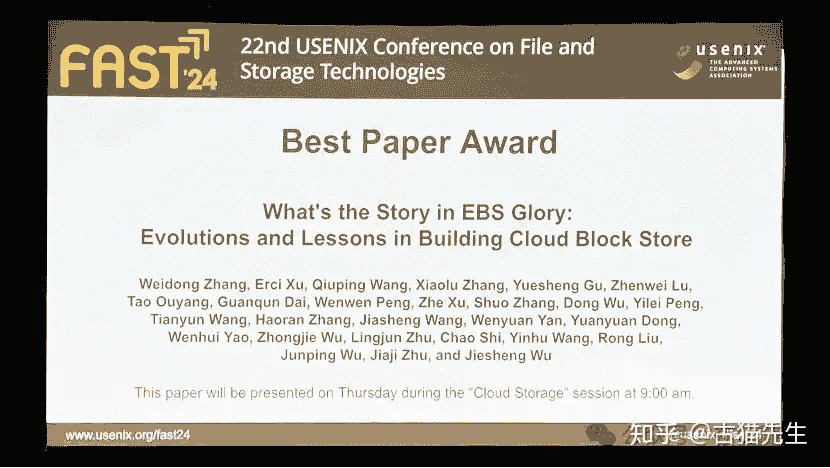 FAST'24
22nd USENIX Conference on File and
Storage Technologies
usenix
THE ADVANCED
COMPUTING SYSTEMS
ASSOCIATION
Best Paper Award
What's the Story in EBS Glory:
Evolutions and Lessons in Building Cloud Block Store
Weidong Zhang, Erci Xu, Qiuping Wang, Xiaolu Zhang, Yuesheng Gu, Zhenwei Lu,
Tao Ouyang, Guanqun Dai, Wenwen Peng, Zhe Xu, Shuo Zhang, Dong Wu, Yilei Peng,
Tianyun Wang, Haoran Zhang, Jiasheng Wang, Wenyuan Yan, Yuanyuan Dong,
Wenhui Yao, Zhongjie Wu, Lingjun Zhu, Chao Shi, Yinhu Wang, Rong Liu,
Junping Wu, Jiaji Zhu, and Jiesheng Wu
This paper will be presented on Thursday during the "Cloud Storage" session at 9:00 am.
www.usenix.org/fast24
知乎 @古猫先生